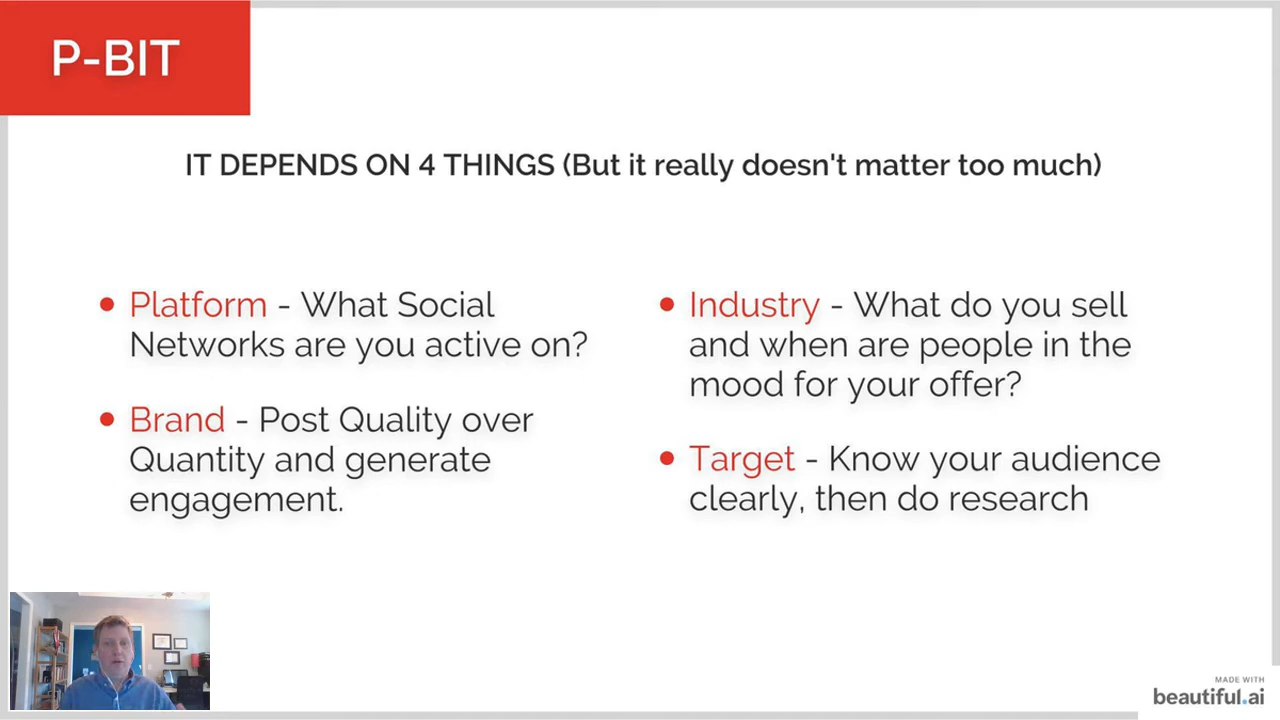 P-BIT
IT DEPENDS ON 4 THINGS (But it really doesn't matter too much)
Platform - What Social
Networks are you active on?
Brand - Post Quality over
Quantity and generate
engagement.
Industry - What do you sell
and when are people in the
mood for your offer?
Target - Know your audience
clearly, then do research
MADE WITH
beautiful.ai